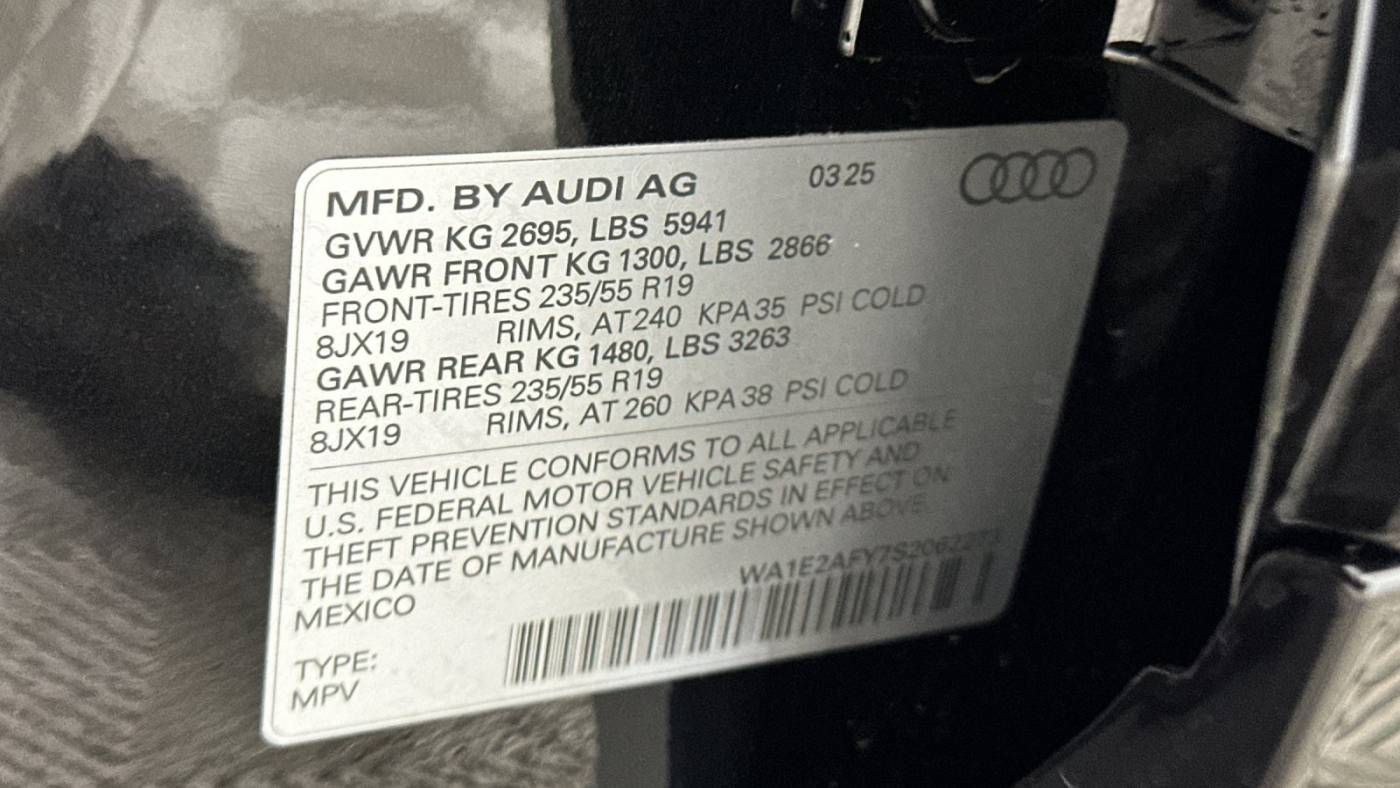 MFD. BY AUDI AG 03 25
GVWR KG 2695, LBS 5941
GAWR FRONT KG 1300, LBS 2866
FRONT-TIRES 235/55 R19
8JX19 RIMS, AT 240 KPA 35 PSI COLD
GAWR REAR KG 1480, LBS 3263
REAR-TIRES 235/55 R19
8JX19 RIMS, AT 260 KPA 38 PSI COLD
THIS VEHICLE CONFORMS TO ALL APPLICABLE
U.S. FEDERAL MOTOR VEHICLE SAFETY AND
THEFT PREVENTION STANDARDS IN EFFECT ON
THE DATE OF MANUFACTURE SHOWN ABOVE.
MEXICO
TYPE:
MPV